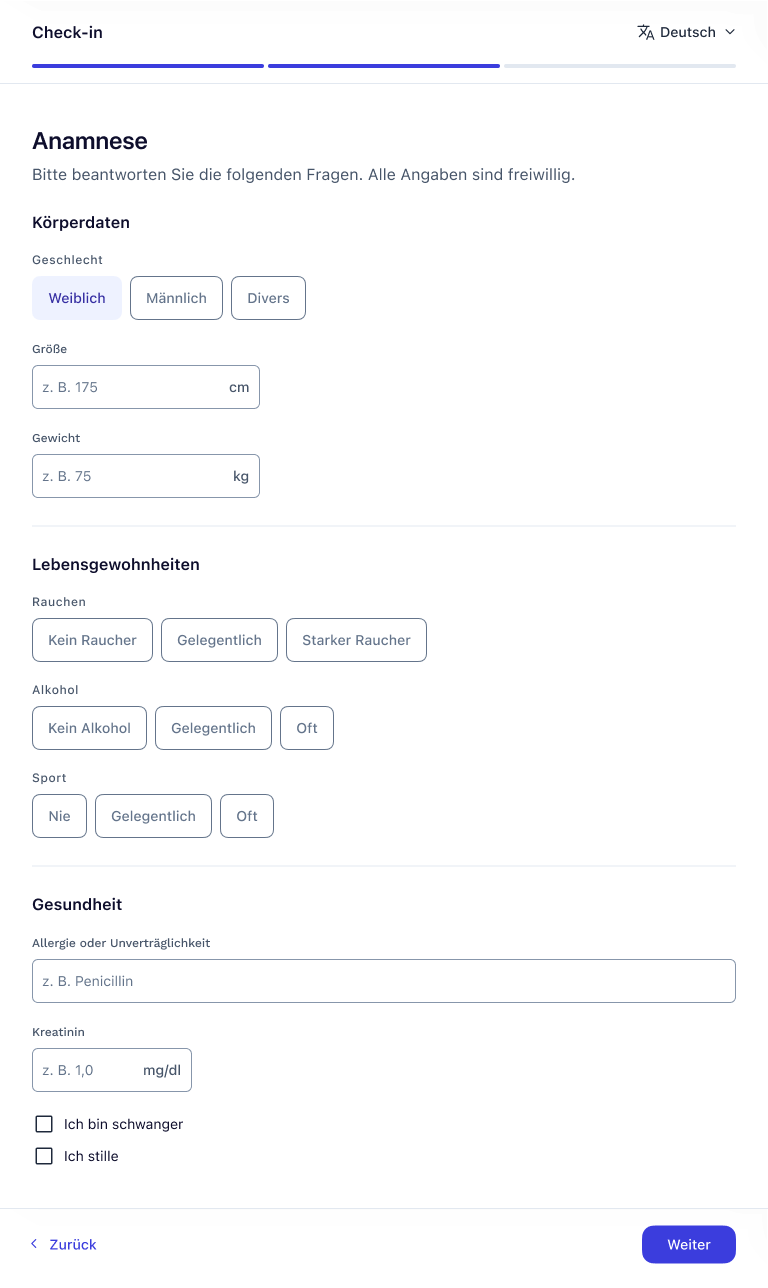 Check-in
Deutsch
Anamnese
Bitte beantworten Sie die folgenden Fragen. Alle Angaben sind freiwillig.
Körperdaten
Geschlecht
Weiblich Männlich Divers
Größe
z. B. 175 cm
Gewicht
z. B. 75 kg
Lebensgewohnheiten
Rauchen
Kein Raucher Gelegentlich Starker Raucher
Alkohol
Kein Alkohol Gelegentlich Oft
Sport
Nie Gelegentlich Oft
Gesundheit
Allergie oder Unverträglichkeit
z. B. Penicillin
Kreatinin
z. B. 1,0 mg/dl
Ich bin schwanger
Ich stille
Zurück Weiter